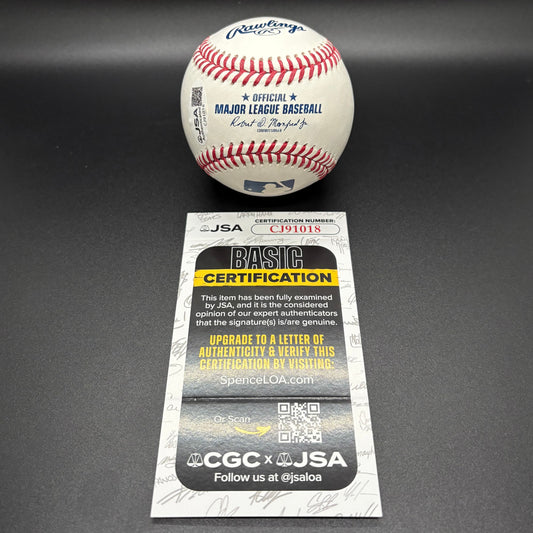 Rawlings
OFFICIAL
MAJOR LEAGUE BASEBALL
Robert D. Manfred Jr.
COMMISSIONER
JSA
CERTIFICATION NUMBER:
JSA CJ91018
BASIC
CERTIFICATION
This item has been fully examined
by JSA, and it is the considered
opinion of our expert authenticators
that the signature(s) is/are genuine.
UPGRADE TO A LETTER OF
AUTHENTICITY & VERIFY THIS
CERTIFICATION BY VISITING:
SpenceLOA.com
Or Scan
CGC x JSA
Follow us at @jsaloa